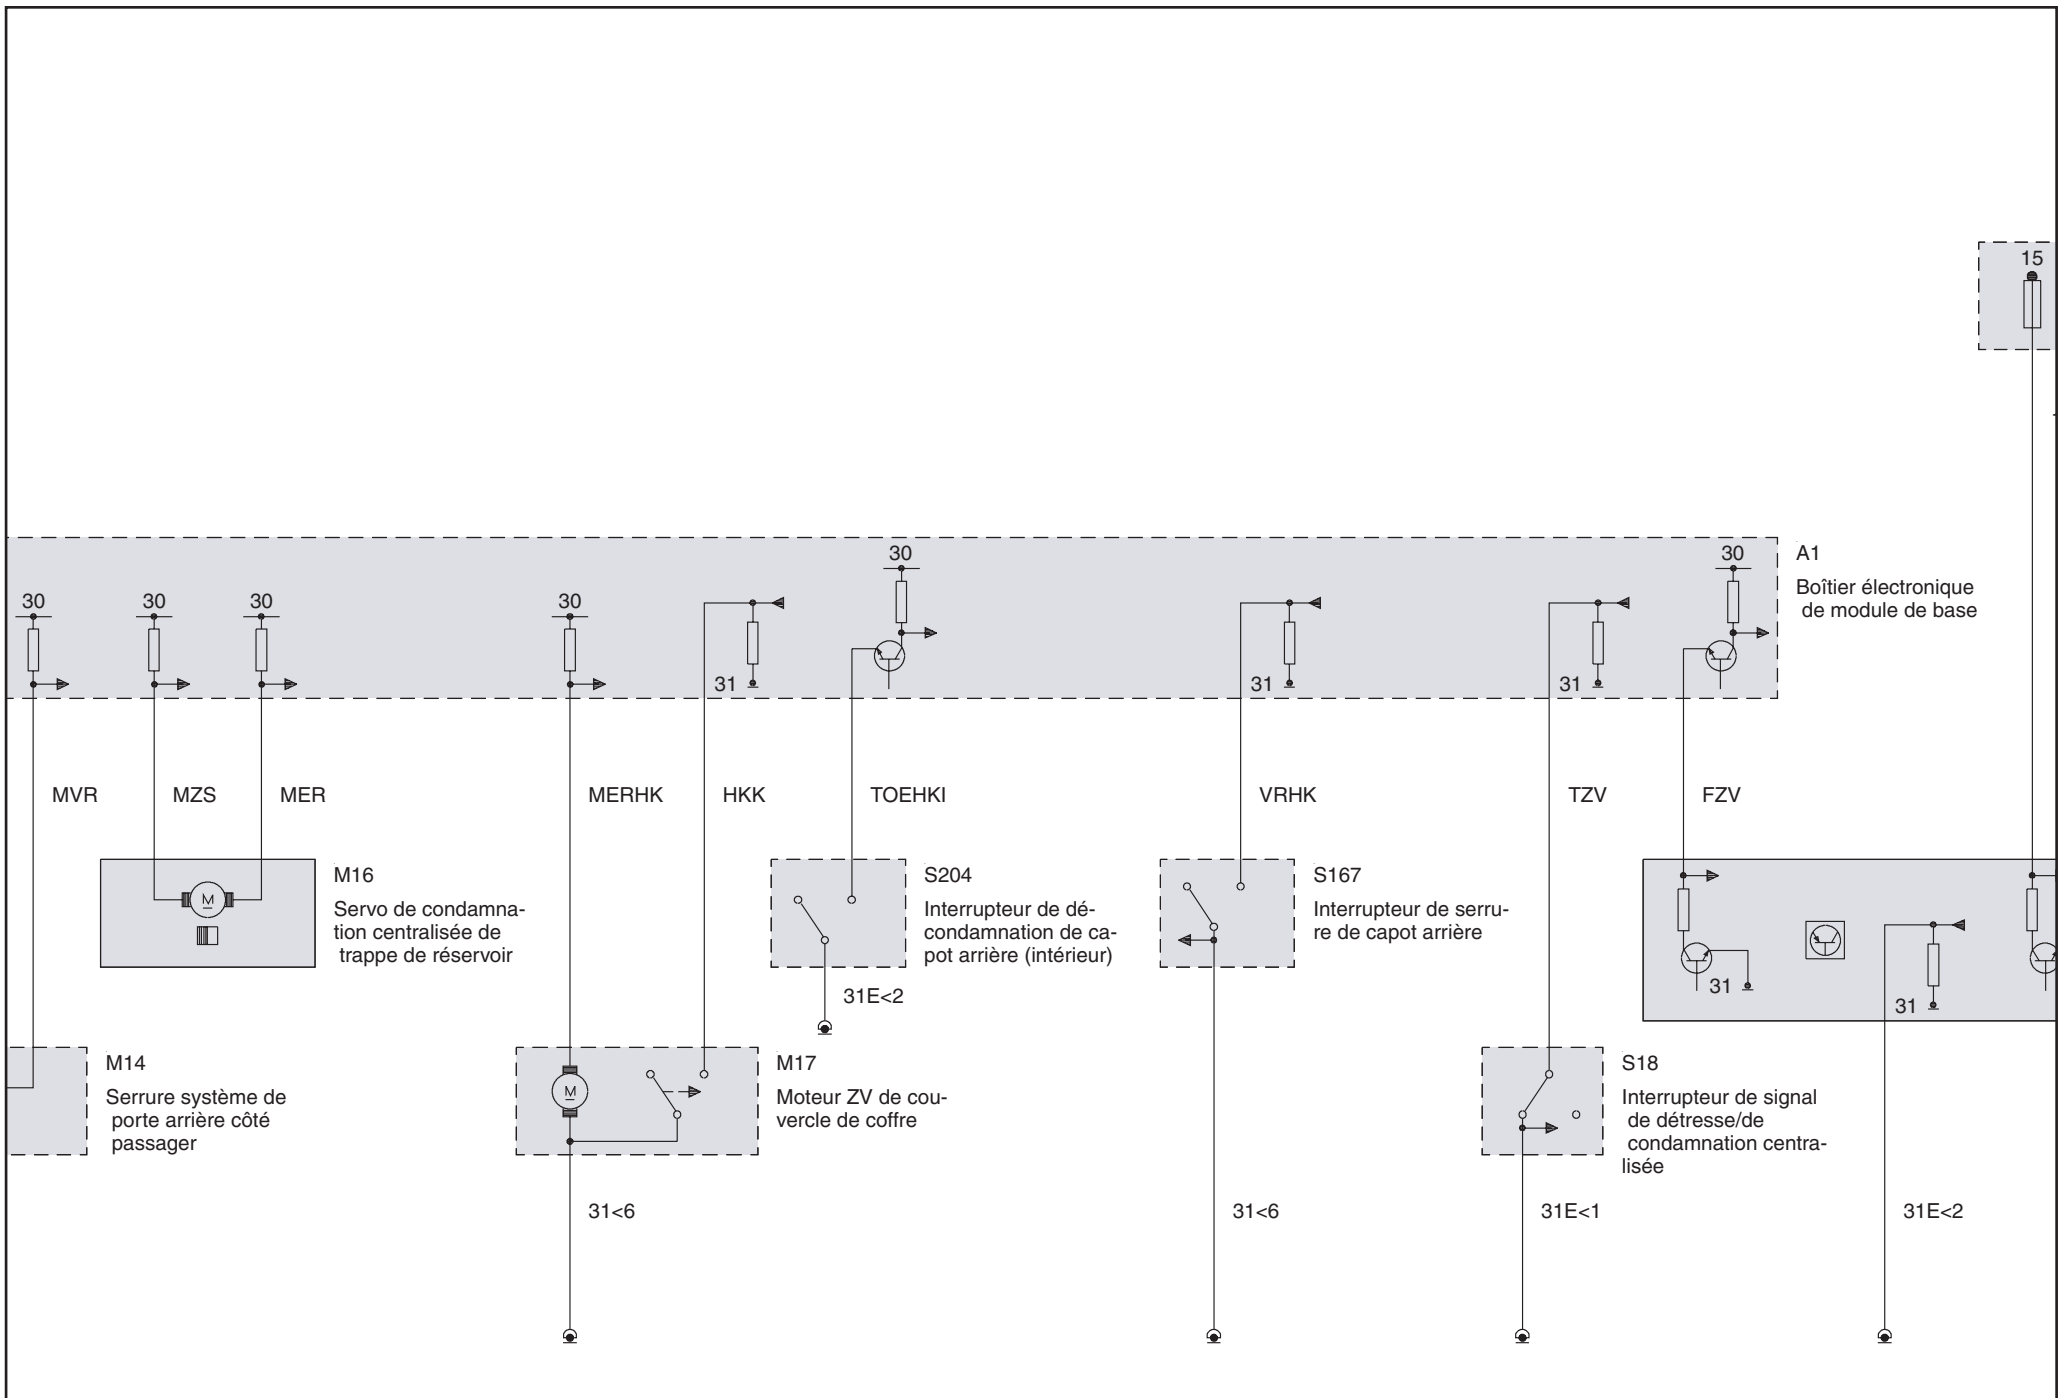 15
30
30
A1
Boîtier électronique
de module de base
30
30
30
30
31
31
31
MVR
MZS
MER
MERHK
HKK
TOEHKI
VRHK
TZV
FZV
M16
Servo de condamna-
tion centralisée de
trappe de réservoir
M
S204
Interrupteur de dé-
condamnation de ca-
pot arrière (intérieur)
31E<2
S167
Interrupteur de serru-
re de capot arrière
31
31
M14
Serrure système de
porte arrière côté
passager
M
M17
Moteur ZV de cou-
vercle de coffre
S18
Interrupteur de signal
de détresse/de
condamnation centra-
lisée
31<6
31<6
31E<1
31E<2